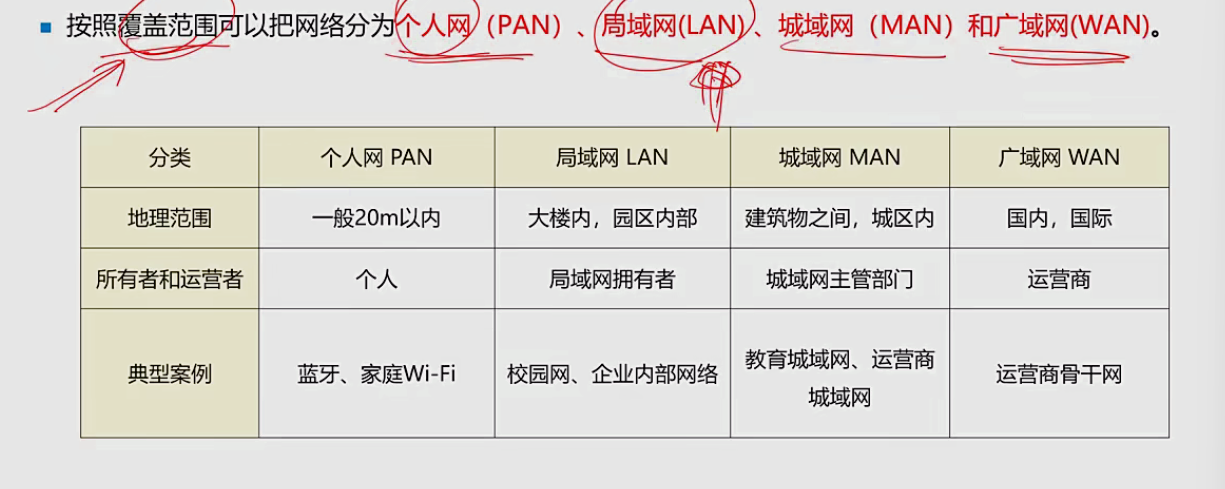 按照覆盖范围可以把网络分为个人网（PAN）、局域网(LAN)、城域网（MAN）和广域网(WAN)。
分类 个人网 PAN 局域网 LAN 城域网 MAN 广域网 WAN
地理范围 一般20m以内 大楼内，园区内部 建筑物之间，城区内 国内，国际
所有者和运营者 个人 局域网拥有者 城域网主管部门 运营商
典型案例 蓝牙、家庭Wi-Fi 校园网、企业内部网络 教育城域网、运营商 运营商骨干网
城域网